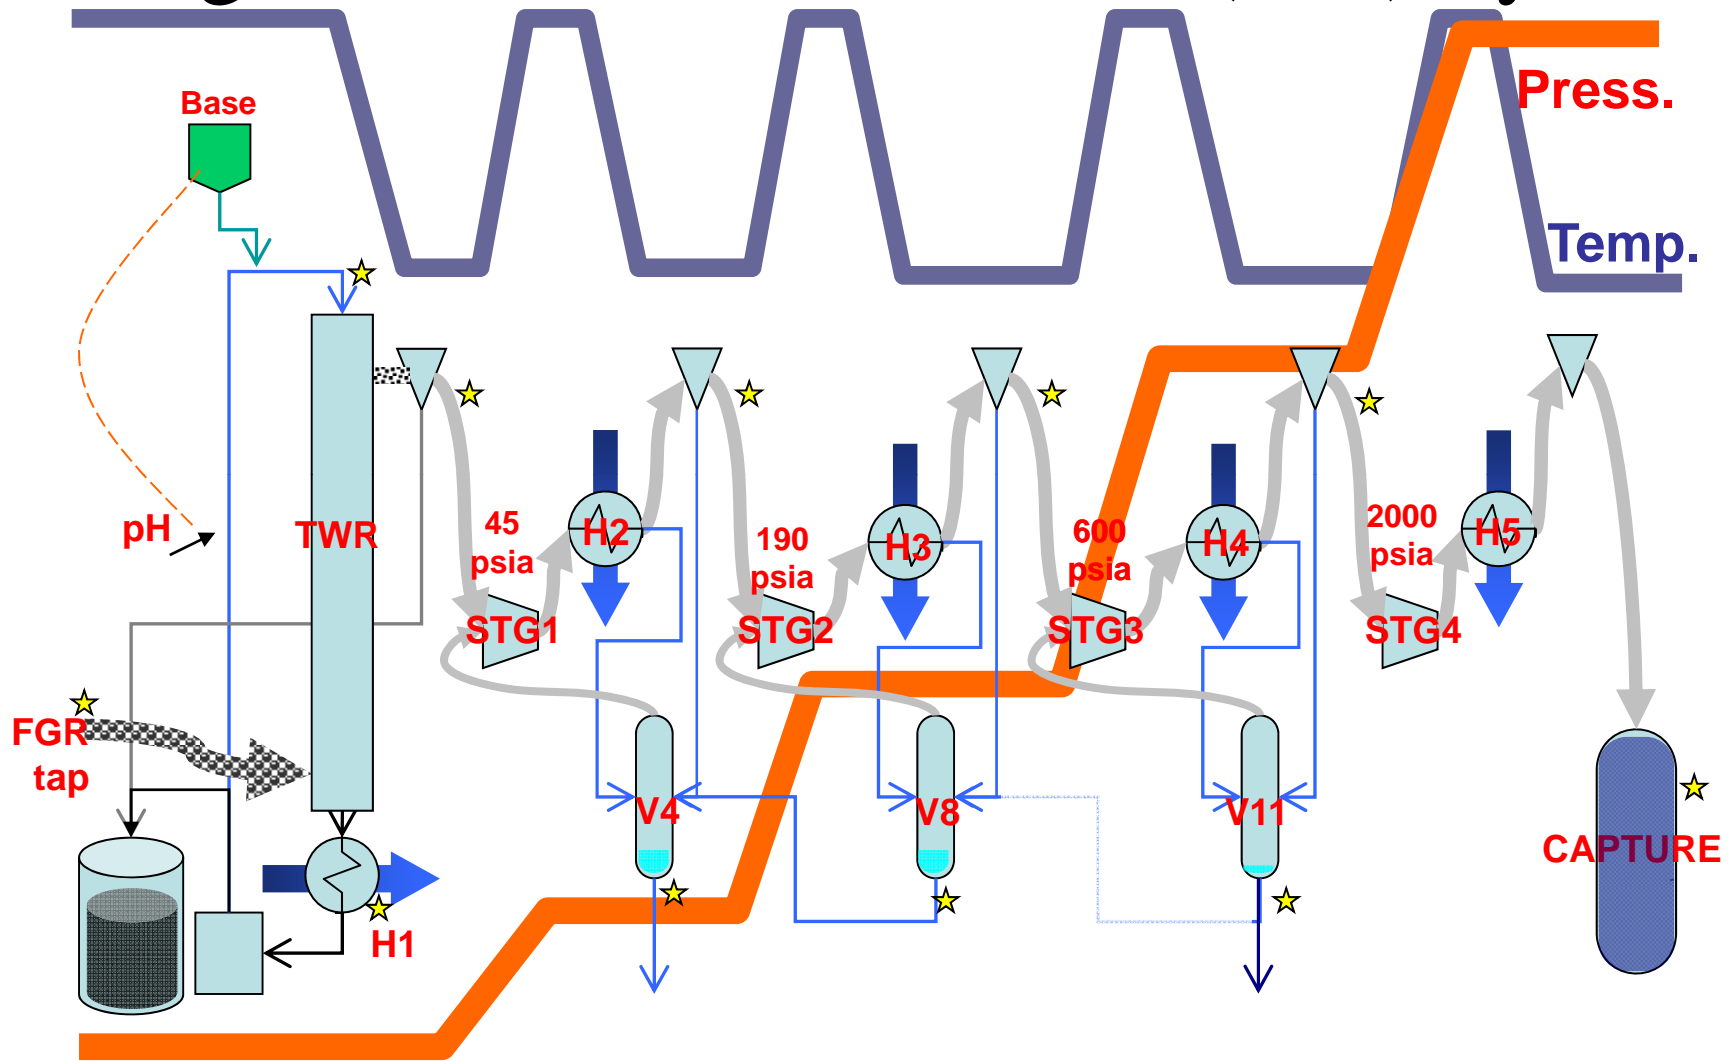 Press.
Base
Temp.
45
psia
190
psia
600
psia
2000
psia
pH
TWR
H2
H3
H4
H5
STG1
STG2
STG3
STG4
FGR
tap
V4
V8
V11
CAPTURE
H1